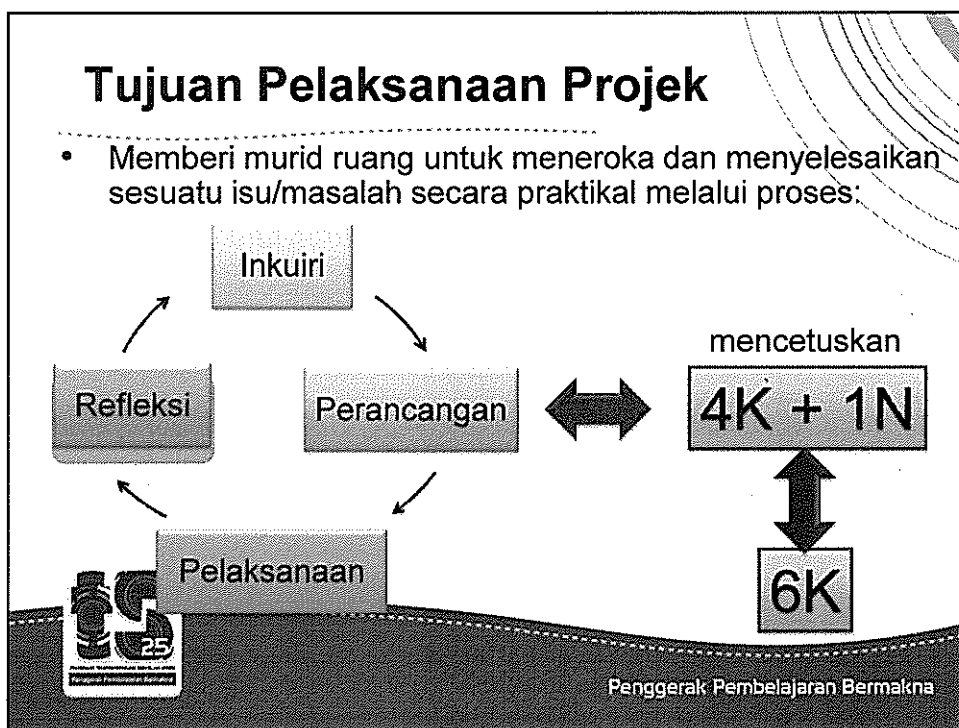 Tujuan Pelaksanaan Projek
• Memberi murid ruang untuk meneroka dan menyelesaikan
sesuatu isu/masalah secara praktikal melalui proses:
Inkuiri
Perancangan
Pelaksanaan
Refleksi
mencetuskan
4K + 1N
6K
25
Penggerak Pembelajaran Bermakna